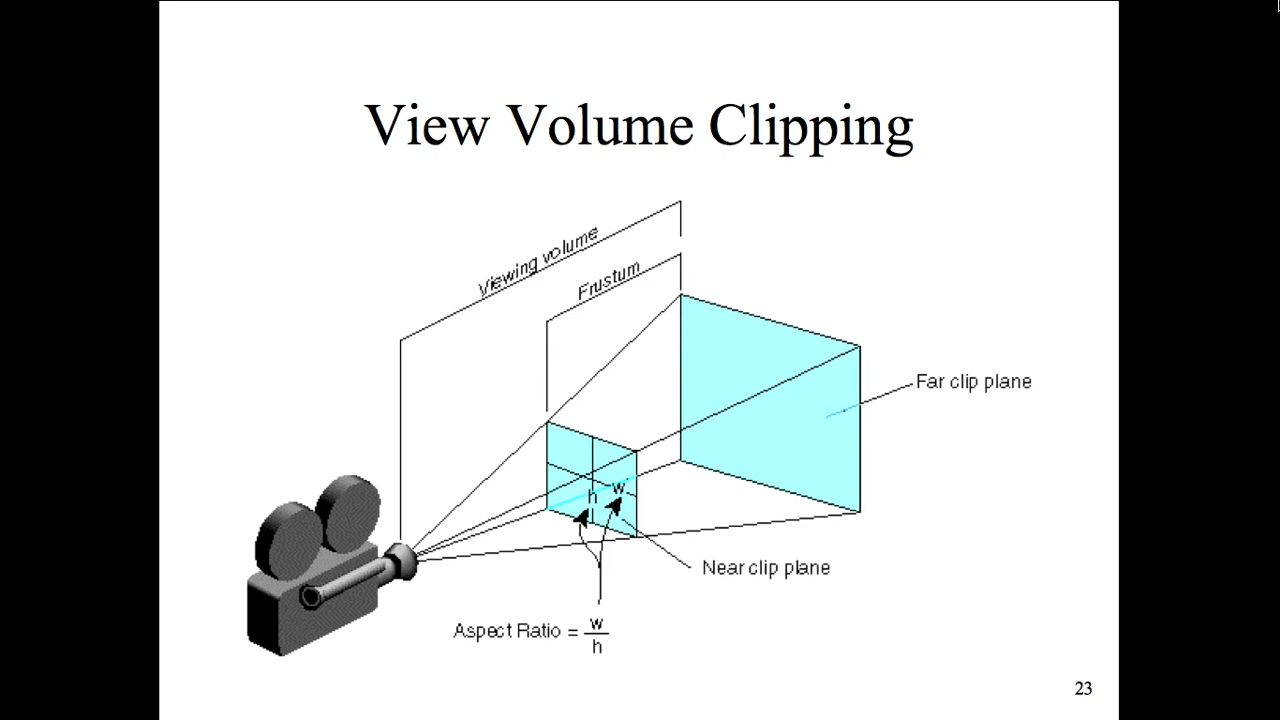 View Volume Clipping
Viewing volume
Frustum
Far clip plane
h
w
Near clip plane
Aspect Ratio = w
h
23